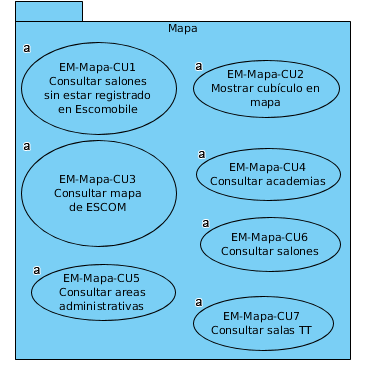 Mapa
a
EM-Mapa-CU1
Consultar salones
sin estar registrado
en Escomobile
a
EM-Mapa-CU2
Mostrar cubículo en
mapa
a
EM-Mapa-CU3
Consultar mapa
de ESCOM
a
EM-Mapa-CU4
Consultar academias
a
EM-Mapa-CU6
Consultar salones
a
EM-Mapa-CU5
Consultar areas
administrativas
a
EM-Mapa-CU7
Consultar salas TT